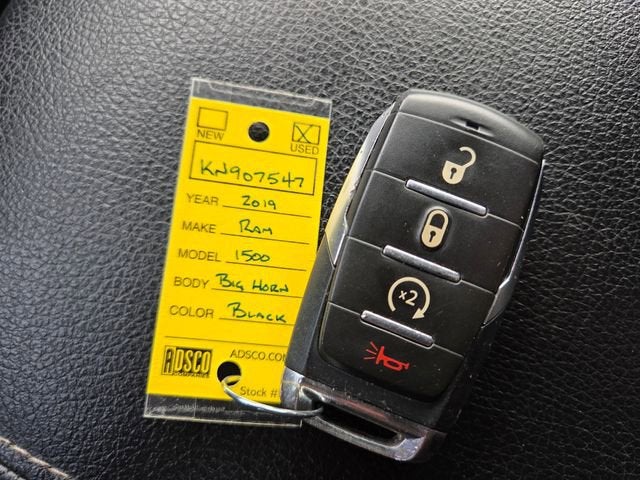 NEW
USED
KN907547
YEAR 2019
MAKE Ram
MODEL 1500
BODY BIG HORN
COLOR BLACK
ADSCO
COMPANIES
ADSCO.CO
Stock #
x2